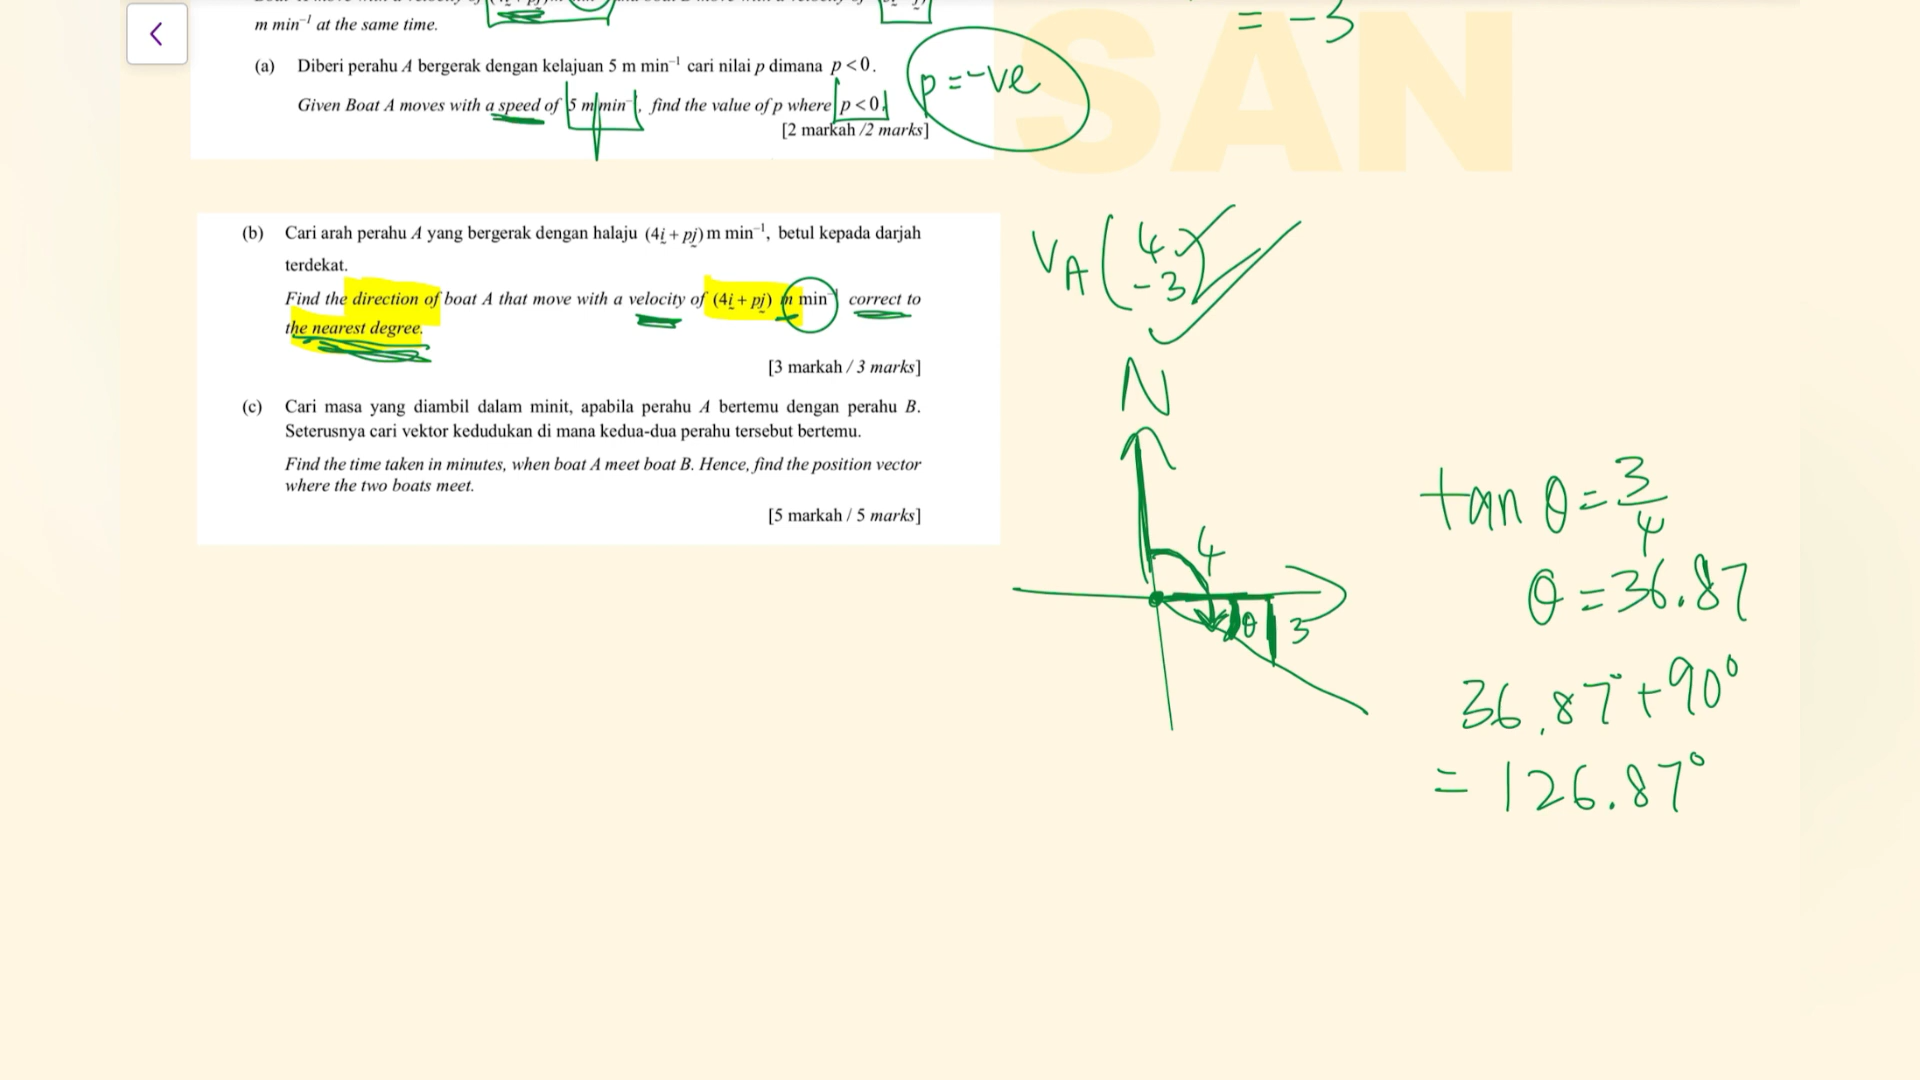 m min⁻¹ at the same time.
= -3
(a) Diberi perahu A bergerak dengan kelajuan 5 m min⁻¹ cari nilai p dimana p < 0.
p = -ve
Given Boat A moves with a speed of 5 m min⁻¹, find the value of p where p < 0.
[2 markah /2 marks]
SAN
(b) Cari arah perahu A yang bergerak dengan halaju (4i + pj) m min⁻¹, betul kepada darjah
terdekat.
Find the direction of boat A that move with a velocity of (4i + pj) m min⁻¹ correct to
the nearest degree.
[3 markah / 3 marks]
(c) Cari masa yang diambil dalam minit, apabila perahu A bertemu dengan perahu B.
Seterusnya cari vektor kedudukan di mana kedua-dua perahu tersebut bertemu.
Find the time taken in minutes, when boat A meet boat B. Hence, find the position vector
where the two boats meet.
[5 markah / 5 marks]
V_A (4
-3)
N
4
θ
3
tan θ = 3/4
θ = 36.87
36.87° + 90°
= 126.87°